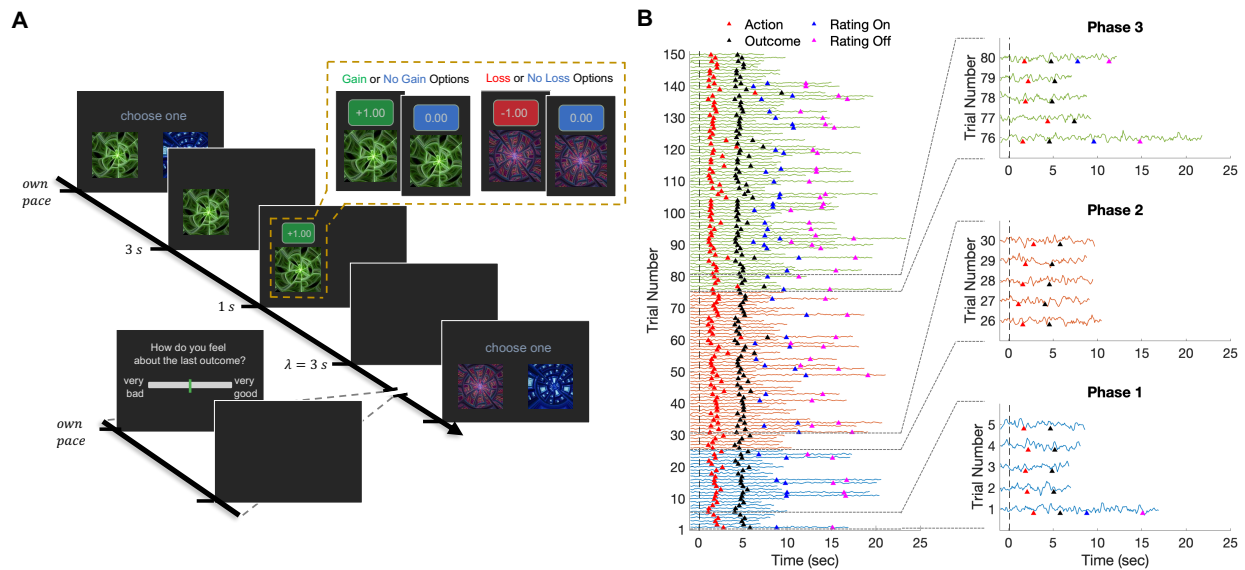 A
Gain or No Gain Options
Loss or No Loss Options
+1.00
0.00
-1.00
0.00
choose one
+1.00
own
pace
3 s
1 s
λ = 3 s
choose one
How do you feel
about the last outcome?
very
bad
very
good
own
pace
B
Action
Outcome
Rating On
Rating Off
Trial Number
150
140
130
120
110
100
90
80
70
60
50
40
30
20
10
1
0
5
10
15
20
25
Time (sec)
Phase 3
Trial Number
80
79
78
77
76
0
5
10
15
20
25
Phase 2
Trial Number
30
29
28
27
26
0
5
10
15
20
25
Phase 1
Trial Number
5
4
3
2
1
0
5
10
15
20
25
Time (sec)